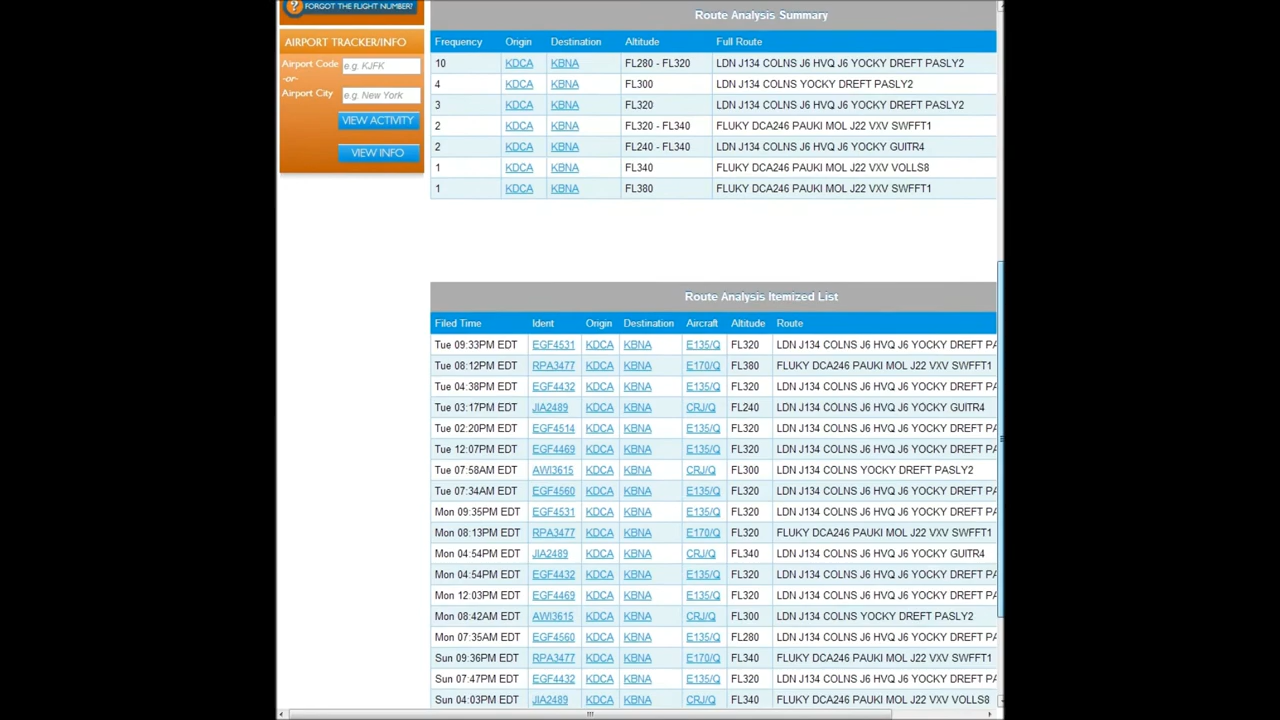 FORGOT THE FLIGHT NUMBER?
AIRPORT TRACKER/INFO
Airport Code e.g. KJFK
-or-
Airport City e.g. New York
VIEW ACTIVITY
VIEW INFO
Route Analysis Summary
Frequency Origin Destination Altitude Full Route
10 KDCA KBNA FL280 - FL320 LDN J134 COLNS J6 HVQ J6 YOCKY DREFT PASLY2
4 KDCA KBNA FL300 LDN J134 COLNS YOCKY DREFT PASLY2
3 KDCA KBNA FL320 LDN J134 COLNS J6 HVQ J6 YOCKY DREFT PASLY2
2 KDCA KBNA FL320 - FL340 FLUKY DCA246 PAUKI MOL J22 VXV SWFFT1
2 KDCA KBNA FL240 - FL340 LDN J134 COLNS J6 HVQ J6 YOCKY GUITR4
1 KDCA KBNA FL340 FLUKY DCA246 PAUKI MOL J22 VXV VOLLS8
1 KDCA KBNA FL380 FLUKY DCA246 PAUKI MOL J22 VXV SWFFT1
Route Analysis Itemized List
Filed Time Ident Origin Destination Aircraft Altitude Route
Tue 09:33PM EDT EGF4531 KDCA KBNA E135/Q FL320 LDN J134 COLNS J6 HVQ J6 YOCKY DREFT PA
Tue 08:12PM EDT RPA3477 KDCA KBNA E170/Q FL380 FLUKY DCA246 PAUKI MOL J22 VXV SWFFT1
Tue 04:38PM EDT EGF4432 KDCA KBNA E135/Q FL320 LDN J134 COLNS J6 HVQ J6 YOCKY DREFT PA
Tue 03:17PM EDT JIA2489 KDCA KBNA CRJ/Q FL240 LDN J134 COLNS J6 HVQ J6 YOCKY GUITR4
Tue 02:20PM EDT EGF4514 KDCA KBNA E135/Q FL320 LDN J134 COLNS J6 HVQ J6 YOCKY DREFT PA
Tue 12:07PM EDT EGF4469 KDCA KBNA E135/Q FL320 LDN J134 COLNS J6 HVQ J6 YOCKY DREFT PA
Tue 07:58AM EDT AWI3615 KDCA KBNA CRJ/Q FL300 LDN J134 COLNS YOCKY DREFT PASLY2
Tue 07:34AM EDT EGF4560 KDCA KBNA E135/Q FL320 LDN J134 COLNS J6 HVQ J6 YOCKY DREFT PA
Mon 09:35PM EDT EGF4531 KDCA KBNA E135/Q FL320 LDN J134 COLNS J6 HVQ J6 YOCKY DREFT PA
Mon 08:13PM EDT RPA3477 KDCA KBNA E170/Q FL320 FLUKY DCA246 PAUKI MOL J22 VXV SWFFT1
Mon 04:54PM EDT JIA2489 KDCA KBNA CRJ/Q FL340 LDN J134 COLNS J6 HVQ J6 YOCKY GUITR4
Mon 04:54PM EDT EGF4432 KDCA KBNA E135/Q FL320 LDN J134 COLNS J6 HVQ J6 YOCKY DREFT PA
Mon 12:03PM EDT EGF4469 KDCA KBNA E135/Q FL320 LDN J134 COLNS J6 HVQ J6 YOCKY DREFT PA
Mon 08:42AM EDT AWI3615 KDCA KBNA CRJ/Q FL300 LDN J134 COLNS YOCKY DREFT PASLY2
Mon 07:35AM EDT EGF4560 KDCA KBNA E135/Q FL280 LDN J134 COLNS J6 HVQ J6 YOCKY DREFT PA
Sun 09:36PM EDT RPA3477 KDCA KBNA E170/Q FL340 FLUKY DCA246 PAUKI MOL J22 VXV SWFFT1
Sun 07:47PM EDT EGF4432 KDCA KBNA E135/Q FL320 LDN J134 COLNS J6 HVQ J6 YOCKY DREFT PA
Sun 04:03PM EDT JIA2489 KDCA KBNA CRJ/Q FL340 FLUKY DCA246 PAUKI MOL J22 VXV VOLLS8